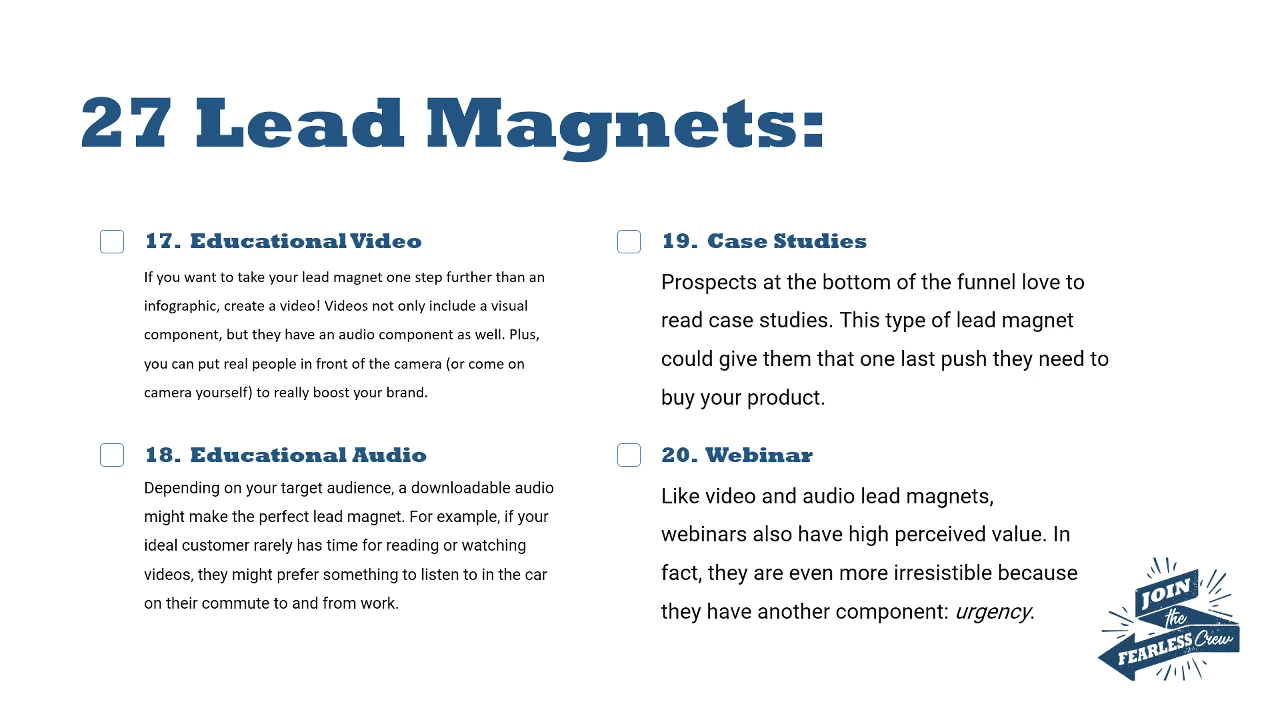 27 Lead Magnets:
17. Educational Video
If you want to take your lead magnet one step further than an
infographic, create a video! Videos not only include a visual
component, but they have an audio component as well. Plus,
you can put real people in front of the camera (or come on
camera yourself) to really boost your brand.
18. Educational Audio
Depending on your target audience, a downloadable audio
might make the perfect lead magnet. For example, if your
ideal customer rarely has time for reading or watching
videos, they might prefer something to listen to in the car
on their commute to and from work.
19. Case Studies
Prospects at the bottom of the funnel love to
read case studies. This type of lead magnet
could give them that one last push they need to
buy your product.
20. Webinar
Like video and audio lead magnets,
webinars also have high perceived value. In
fact, they are even more irresistible because
they have another component: urgency.
JOIN
the
FEARLESS Crew